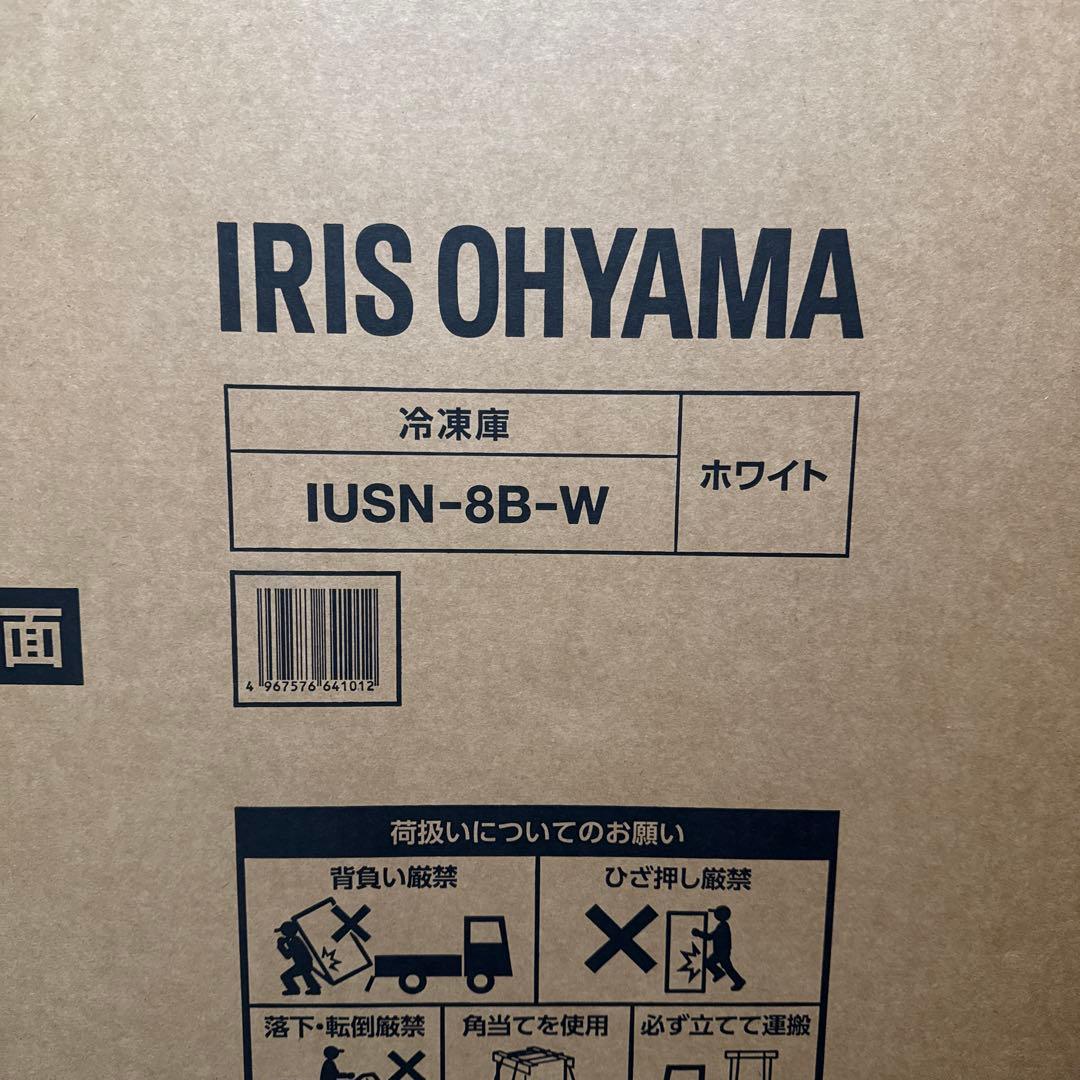 IRIS OHYAMA
冷凍庫
IUSN-8B-W
ホワイト
面
4 967576 641012
荷扱いについてのお願い
背負い厳禁
ひざ押し厳禁
落下・転倒厳禁
角当てを使用
必ず立てて運搬